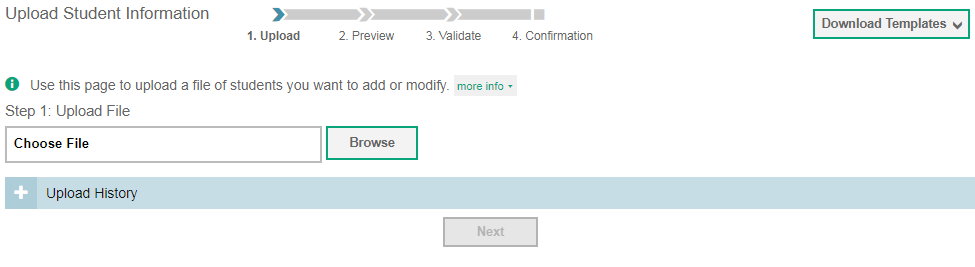 Upload Student Information
1. Upload 2. Preview 3. Validate 4. Confirmation
Download Templates
Use this page to upload a file of students you want to add or modify. more info
Step 1: Upload File
Choose File Browse
Upload History
Next